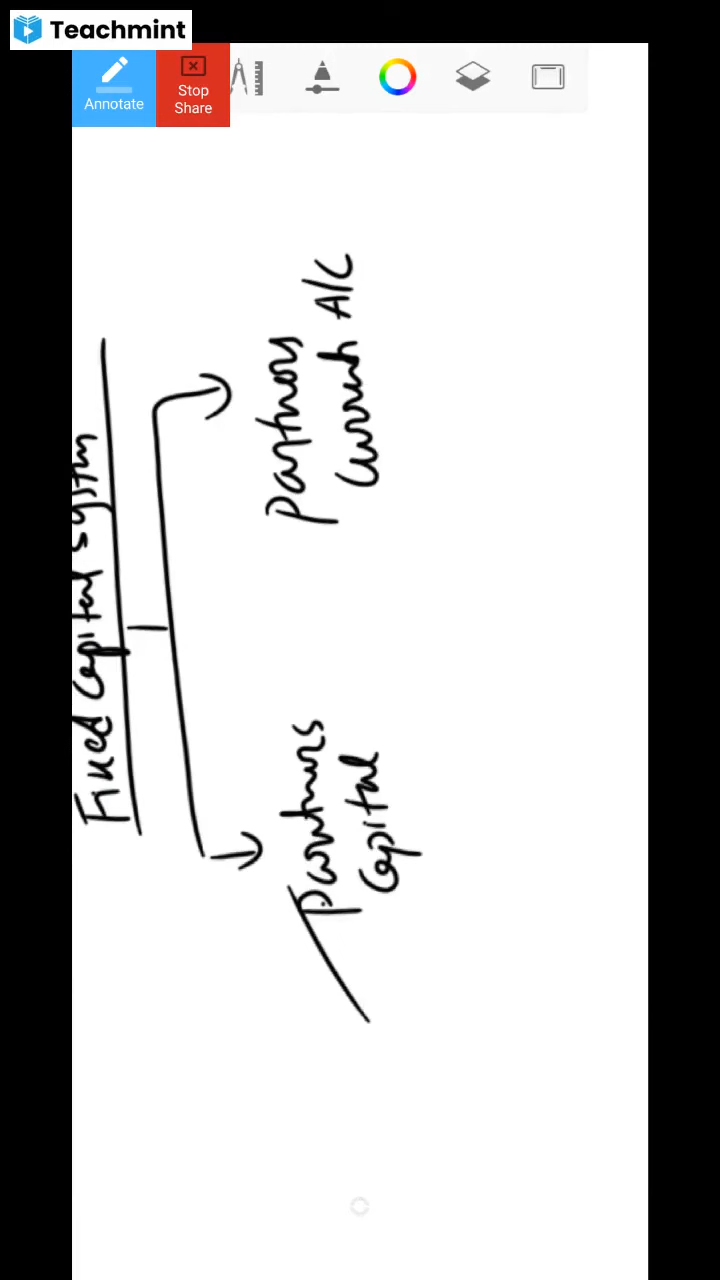 Teachmint
Annotate
Stop
Share
Fixed Capital System
Partners
Capital
Partners
Current A/C